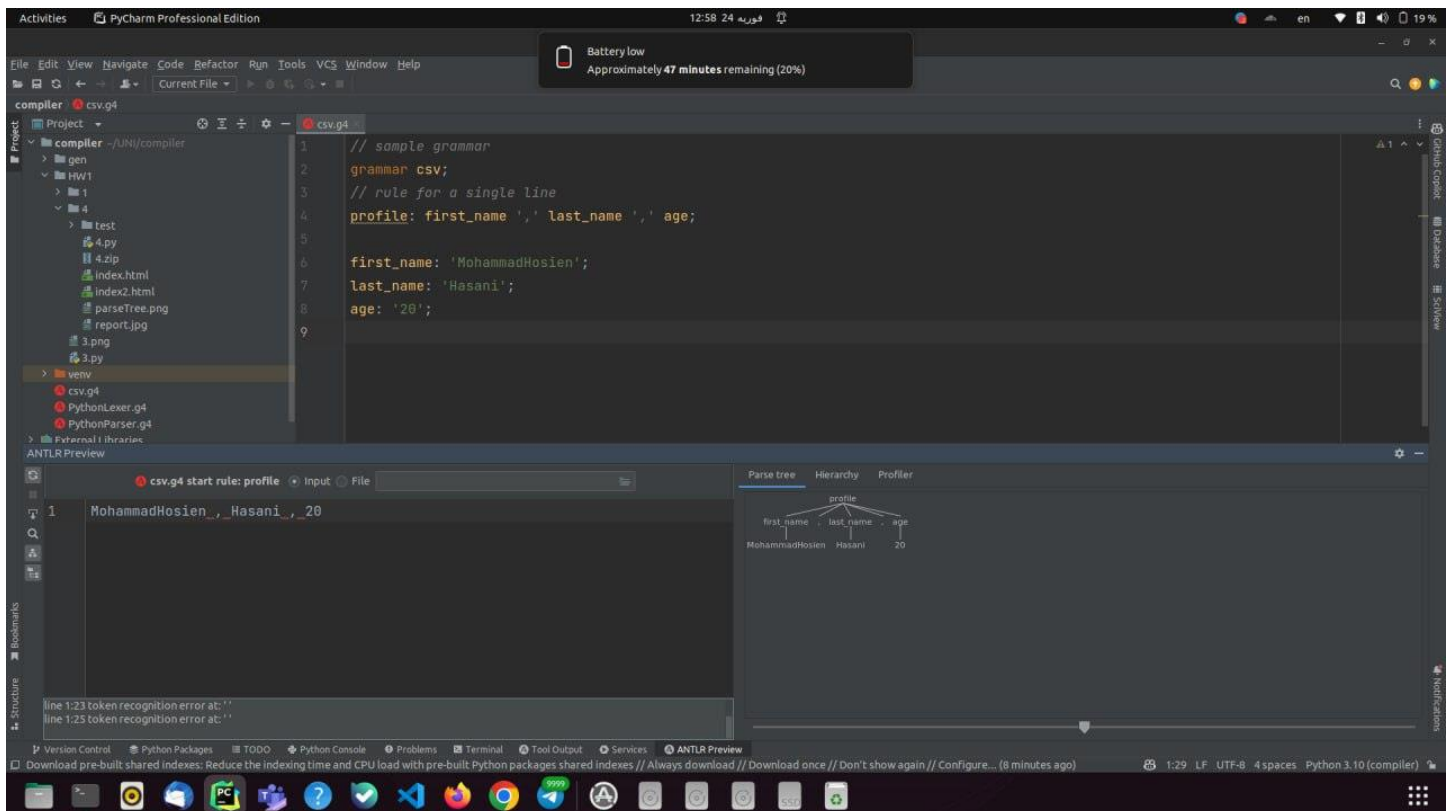 Activities PyCharm Professional Edition 12:58 24 فوریه en 19 %
Battery low
Approximately 47 minutes remaining (20%)
File Edit View Navigate Code Refactor Run Tools VCS Window Help
Current File
compiler csv.g4
Project csv.g4
compiler ~/UNI/compiler
gen
HW1
1
4
test
4.py
4.zip
index.html
index2.html
parseTree.png
report.jpg
3.png
3.py
venv
csv.g4
PythonLexer.g4
PythonParser.g4
External Libraries
1 // sample grammar
2 grammar csv;
3 // rule for a single line
4 profile: first_name ',' last_name ',' age;
5
6 first_name: 'MohammadHosien';
7 last_name: 'Hasani';
8 age: '20';
9
1
Project
Bookmarks
Structure
GitHub Copilot
Database
SciView
Notifications
ANTLR Preview
csv.g4 start rule: profile Input File
1 MohammadHosien_,_Hasani_,_20
line 1:23 token recognition error at: ' '
line 1:25 token recognition error at: ' '
Parse tree Hierarchy Profiler
profile
first_name , last_name , age
MohammadHosien Hasani 20
Version Control Python Packages TODO Python Console Problems Terminal Tool Output Services ANTLR Preview
Download pre-built shared indexes: Reduce the indexing time and CPU load with pre-built Python packages shared indexes // Always download // Download once // Don't show again // Configure... (8 minutes ago) 1:29 LF UTF-8 4 spaces Python 3.10 (compiler)
PC
9999
SSD